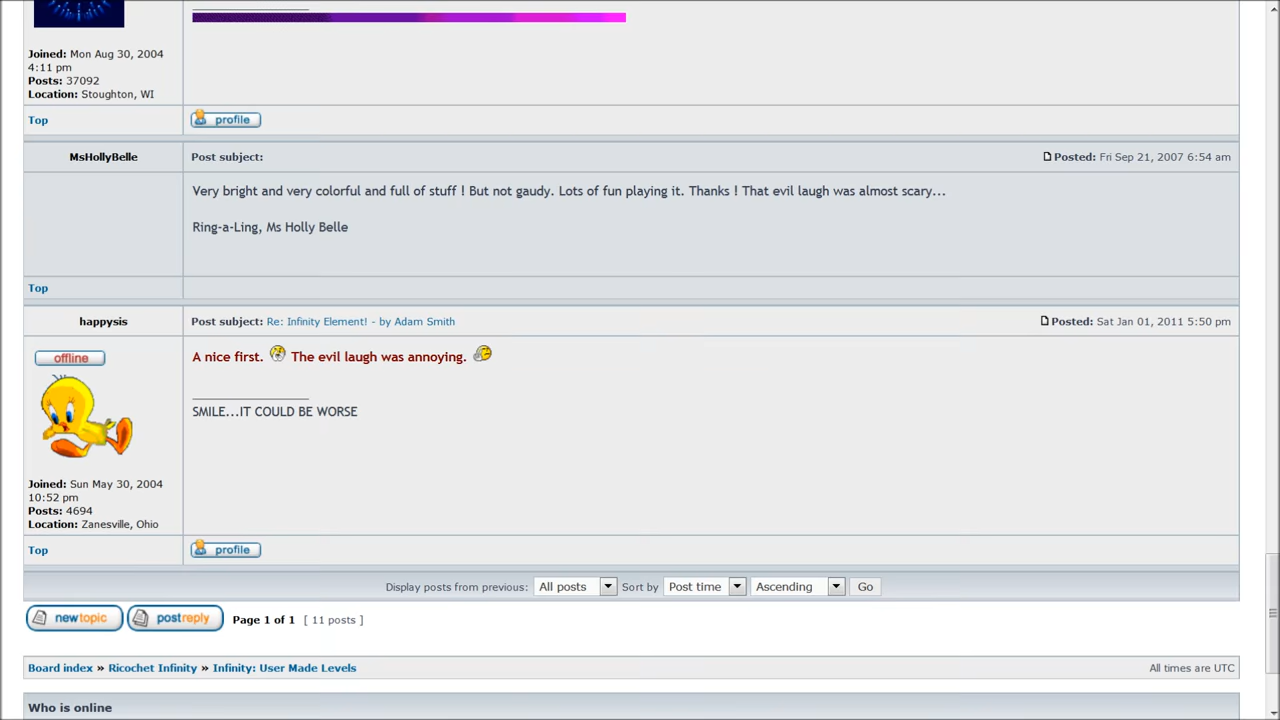 Joined: Mon Aug 30, 2004
4:11 pm
Posts: 37092
Location: Stoughton, WI
Top
profile
MsHollyBelle
Post subject:
Posted: Fri Sep 21, 2007 6:54 am
Very bright and very colorful and full of stuff ! But not gaudy. Lots of fun playing it. Thanks ! That evil laugh was almost scary...
Ring-a-Ling, Ms Holly Belle
Top
happysis
Post subject: Re: Infinity Element! - by Adam Smith
Posted: Sat Jan 01, 2011 5:50 pm
offline
A nice first. The evil laugh was annoying.
SMILE...IT COULD BE WORSE
Joined: Sun May 30, 2004
10:52 pm
Posts: 4694
Location: Zanesville, Ohio
Top
profile
Display posts from previous: All posts Sort by Post time Ascending Go
newtopic postreply Page 1 of 1 [ 11 posts ]
Board index » Ricochet Infinity » Infinity: User Made Levels
All times are UTC
Who is online